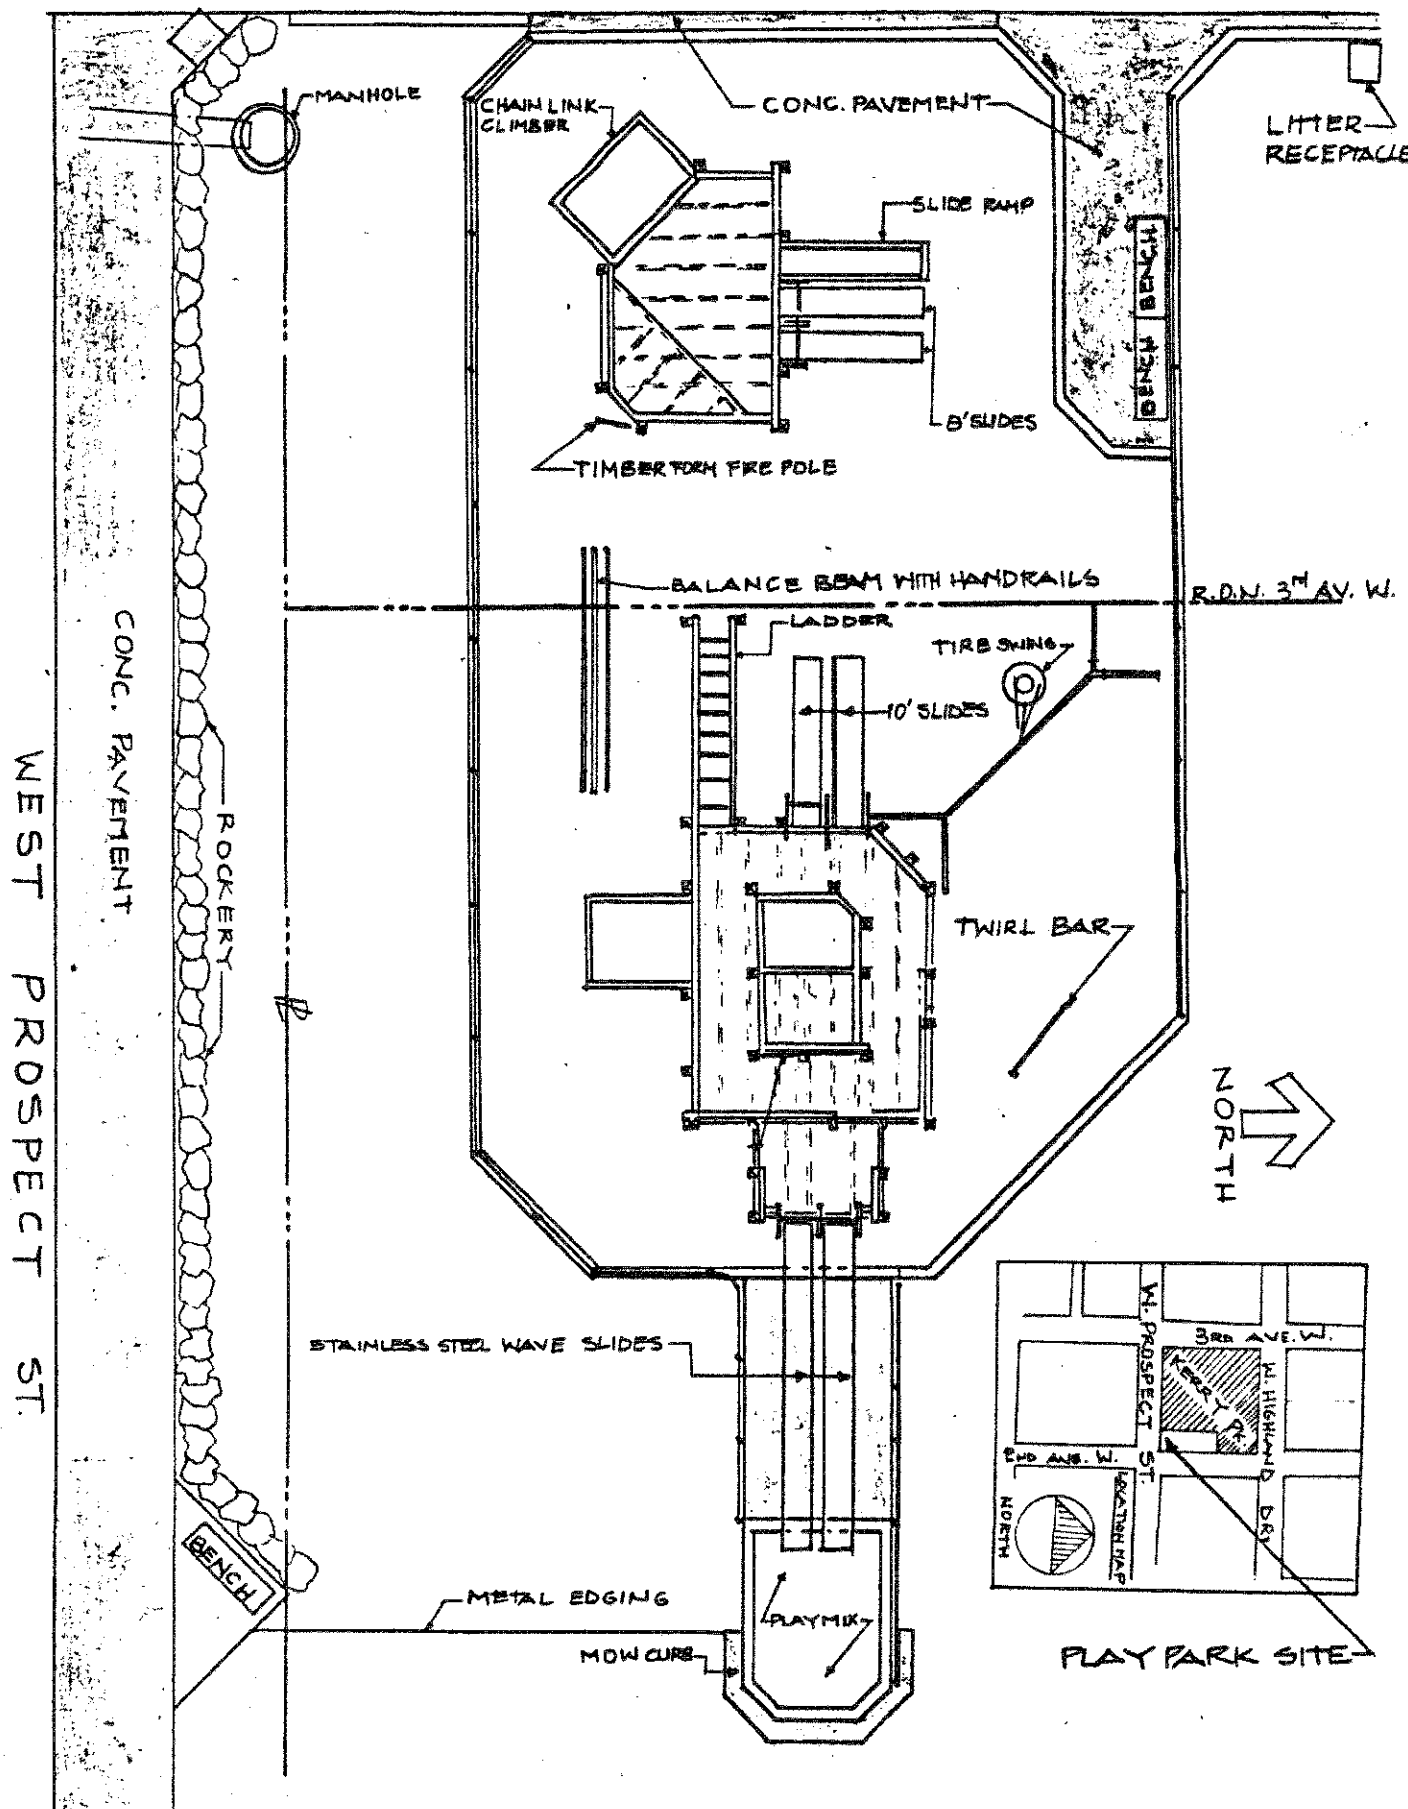 MANHOLE
CHAIN LINK
CLIMBER
CONC. PAVEMENT
LITTER
RECEPTACLE
SLIDE RAMP
BENCH
BENCH
8' SLIDES
TIMBERFORM FIRE POLE
BALANCE BEAM WITH HANDRAILS
R.O.N. 3RD AV. W.
LADDER
TIRE SWING
10' SLIDES
CONC. PAVEMENT
ROCKERY
WEST PROSPECT ST.
TWIRL BAR
NORTH
STAINLESS STEEL WAVE SLIDES
W. PROSPECT ST.
3RD AVE. W.
KERRY PK
W. HIGHLAND DR.
2ND AVE. W.
LOCATION MAP
NORTH
BENCH
METAL EDGING
PLAYMIX
MOW CURB
PLAY PARK SITE